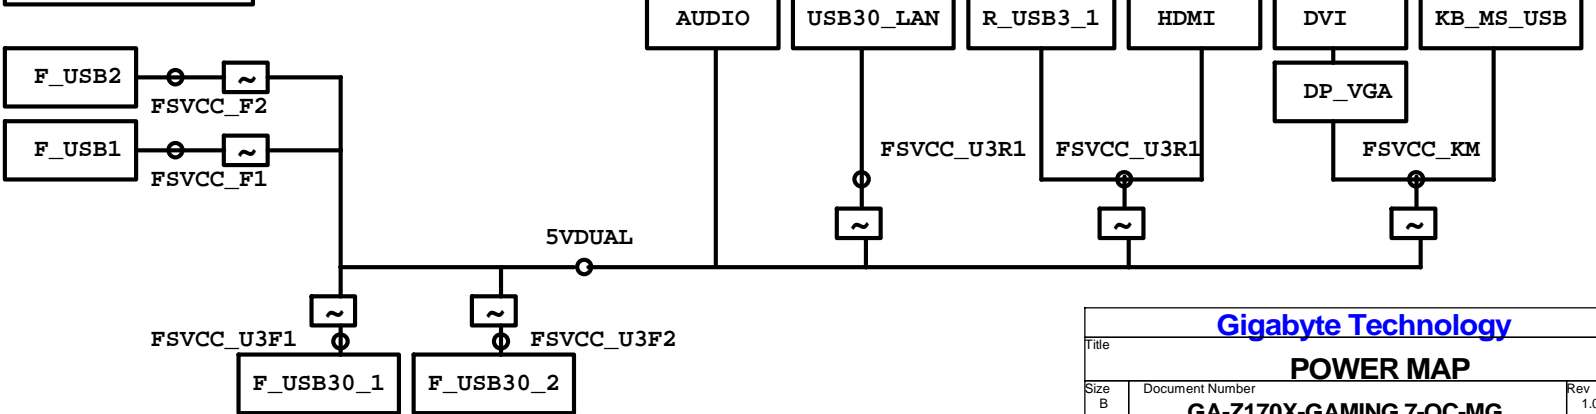 AUDIO
USB30_LAN
R_USB3_1
HDMI
DVI
KB_MS_USB
F_USB2
DP_VGA
FSVCC_F2
F_USB1
FSVCC_U3R1
FSVCC_U3R1
FSVCC_KM
FSVCC_F1
5VDUAL
FSVCC_U3F1
FSVCC_U3F2
F_USB30_1
F_USB30_2
Gigabyte Technology
Title
POWER MAP
Size
Document Number
Rev
B
GA-Z170X-GAMING 7-OC-MG